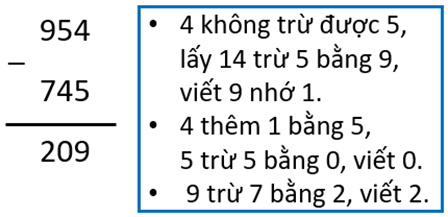 954
–
745
209
• 4 không trừ được 5,
lấy 14 trừ 5 bằng 9,
viết 9 nhớ 1.
• 4 thêm 1 bằng 5,
5 trừ 5 bằng 0, viết 0.
• 9 trừ 7 bằng 2, viết 2.